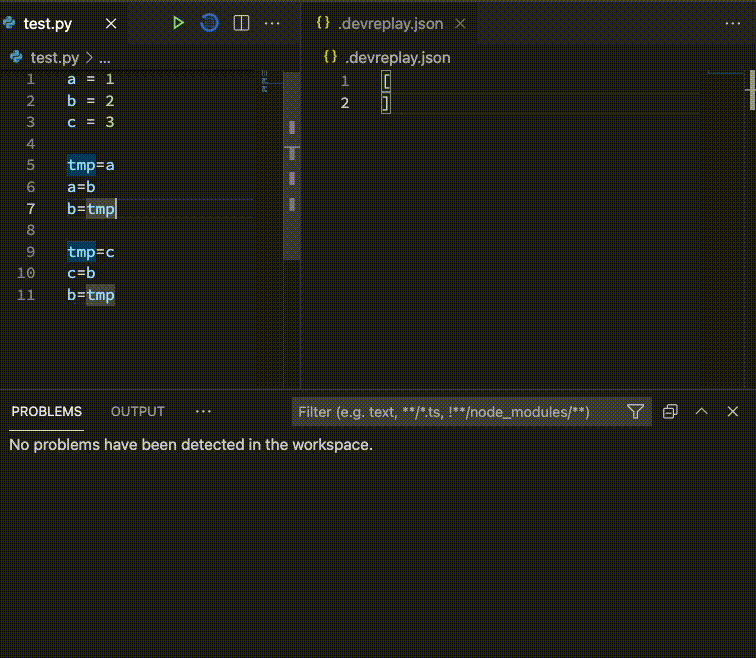 test.py
.devreplay.json
test.py > ...
.devreplay.json
1 a = 1
2 b = 2
3 c = 3
4
5 tmp=a
6 a=b
7 b=tmp
8
9 tmp=c
10 c=b
11 b=tmp
1 [
2 ]
PROBLEMS OUTPUT ... Filter (e.g. text, **/*.ts, !**/node_modules/**)
No problems have been detected in the workspace.